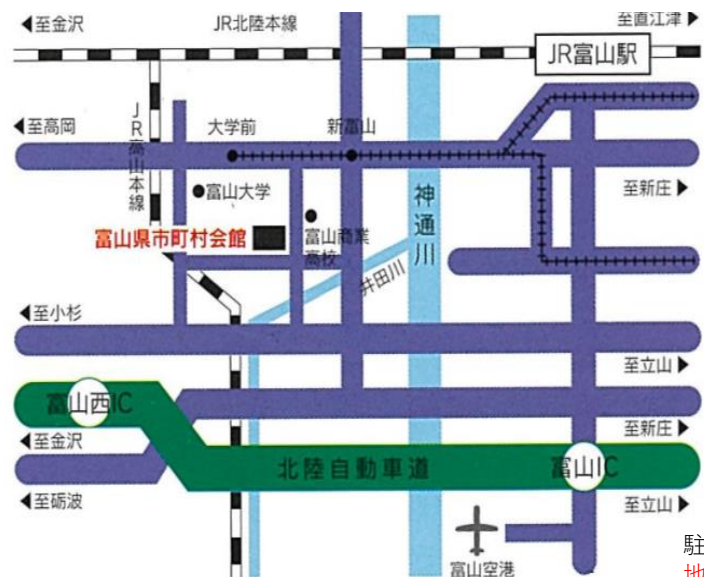 ◀至金沢
JR北陸本線
至直江津▶
JR富山駅
◀至高岡
JR高山本線
大学前
新富山
富山大学
至新庄▶
神通川
富山県市町村会館
富山商業
高校
井田川
◀至小杉
至立山▶
富山西IC
至新庄▶
◀至金沢
北陸自動車道
富山IC
◀至砺波
至立山▶
富山空港
駐
地